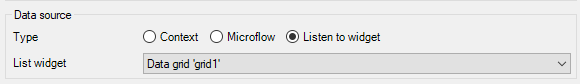 Data source
Type Context Microflow Listen to widget
List widget Data grid 'grid1'